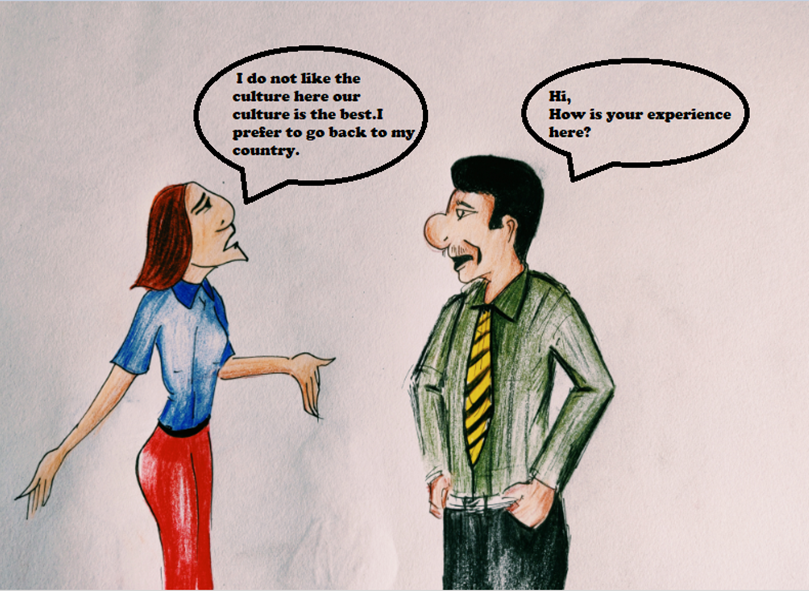 I do not like the
culture here our
culture is the best.I
prefer to go back to my
country.
Hi,
How is your experience
here?